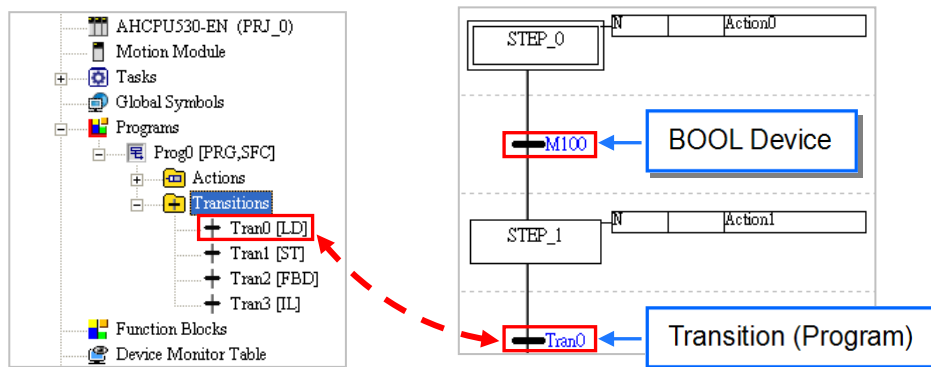 AHCPU530-EN (PRJ_0)
Motion Module
Tasks
Global Symbols
Programs
Prog0 [PRG,SFC]
Actions
Transitions
Tran0 [LD]
Tran1 [ST]
Tran2 [FBD]
Tran3 [IL]
Function Blocks
Device Monitor Table
STEP_0
N Action0
M100
BOOL Device
STEP_1
N Action1
Tran0
Transition (Program)